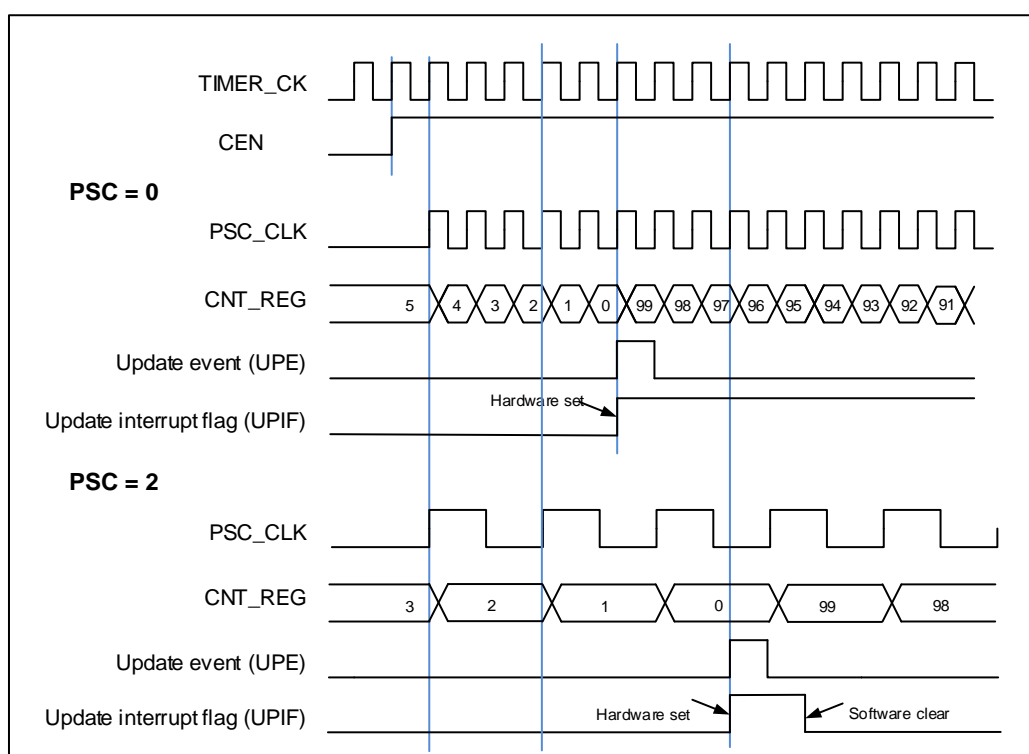 TIMER_CK
CEN
PSC = 0
PSC_CLK
CNT_REG 5 4 3 2 1 0 99 98 97 96 95 94 93 92 91
Update event (UPE)
Hardware set
Update interrupt flag (UPIF)
PSC = 2
PSC_CLK
CNT_REG 3 2 1 0 99 98
Update event (UPE)
Update interrupt flag (UPIF) Hardware set Software clear